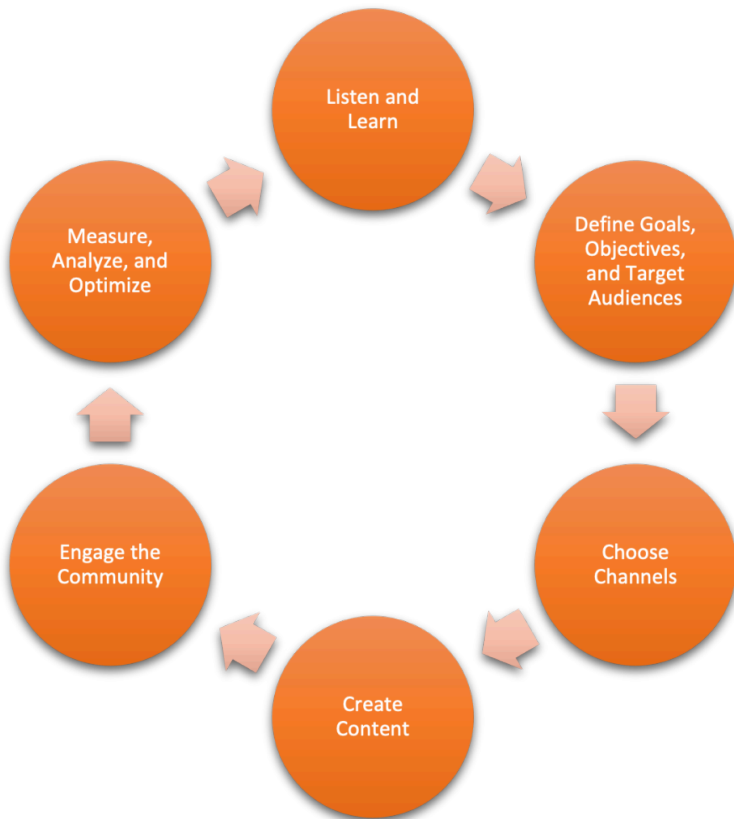 Listen and
Learn
Define Goals,
Objectives,
and Target
Audiences
Choose
Channels
Create
Content
Engage the
Community
Measure,
Analyze, and
Optimize